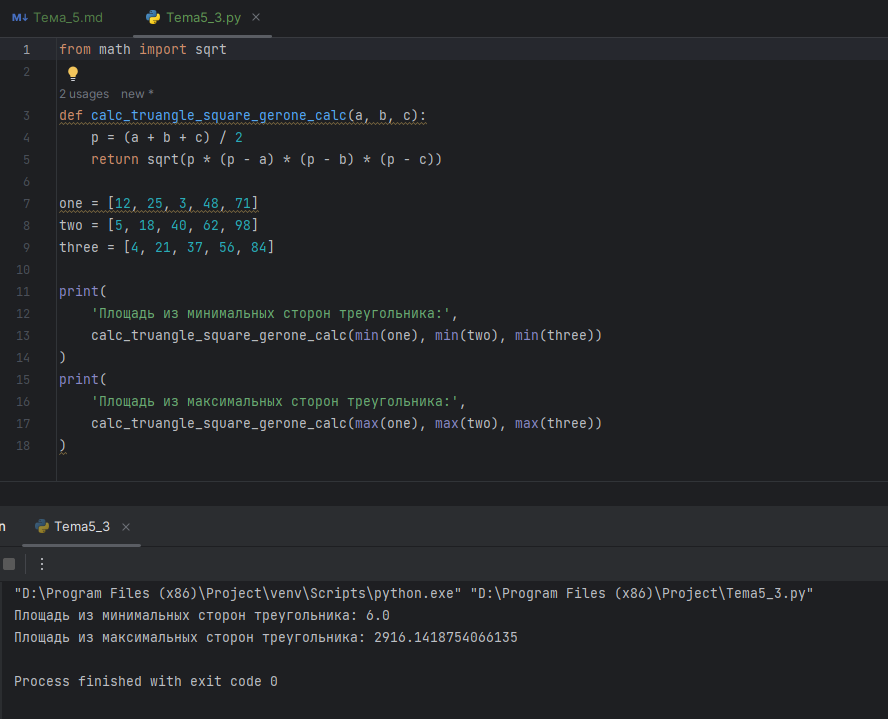 M↓ Тема_5.md Tema5_3.py ×
1 from math import sqrt
2
2 usages new *
3 def calc_truangle_square_gerone_calc(a, b, c):
4 p = (a + b + c) / 2
5 return sqrt(p * (p - a) * (p - b) * (p - c))
6
7 one = [12, 25, 3, 48, 71]
8 two = [5, 18, 40, 62, 98]
9 three = [4, 21, 37, 56, 84]
10
11 print(
12 'Площадь из минимальных сторон треугольника:',
13 calc_truangle_square_gerone_calc(min(one), min(two), min(three))
14 )
15 print(
16 'Площадь из максимальных сторон треугольника:',
17 calc_truangle_square_gerone_calc(max(one), max(two), max(three))
18 )
n Tema5_3 ×
"D:\Program Files (x86)\Project\venv\Scripts\python.exe" "D:\Program Files (x86)\Project\Tema5_3.py"
Площадь из минимальных сторон треугольника: 6.0
Площадь из максимальных сторон треугольника: 2916.1418754066135
Process finished with exit code 0